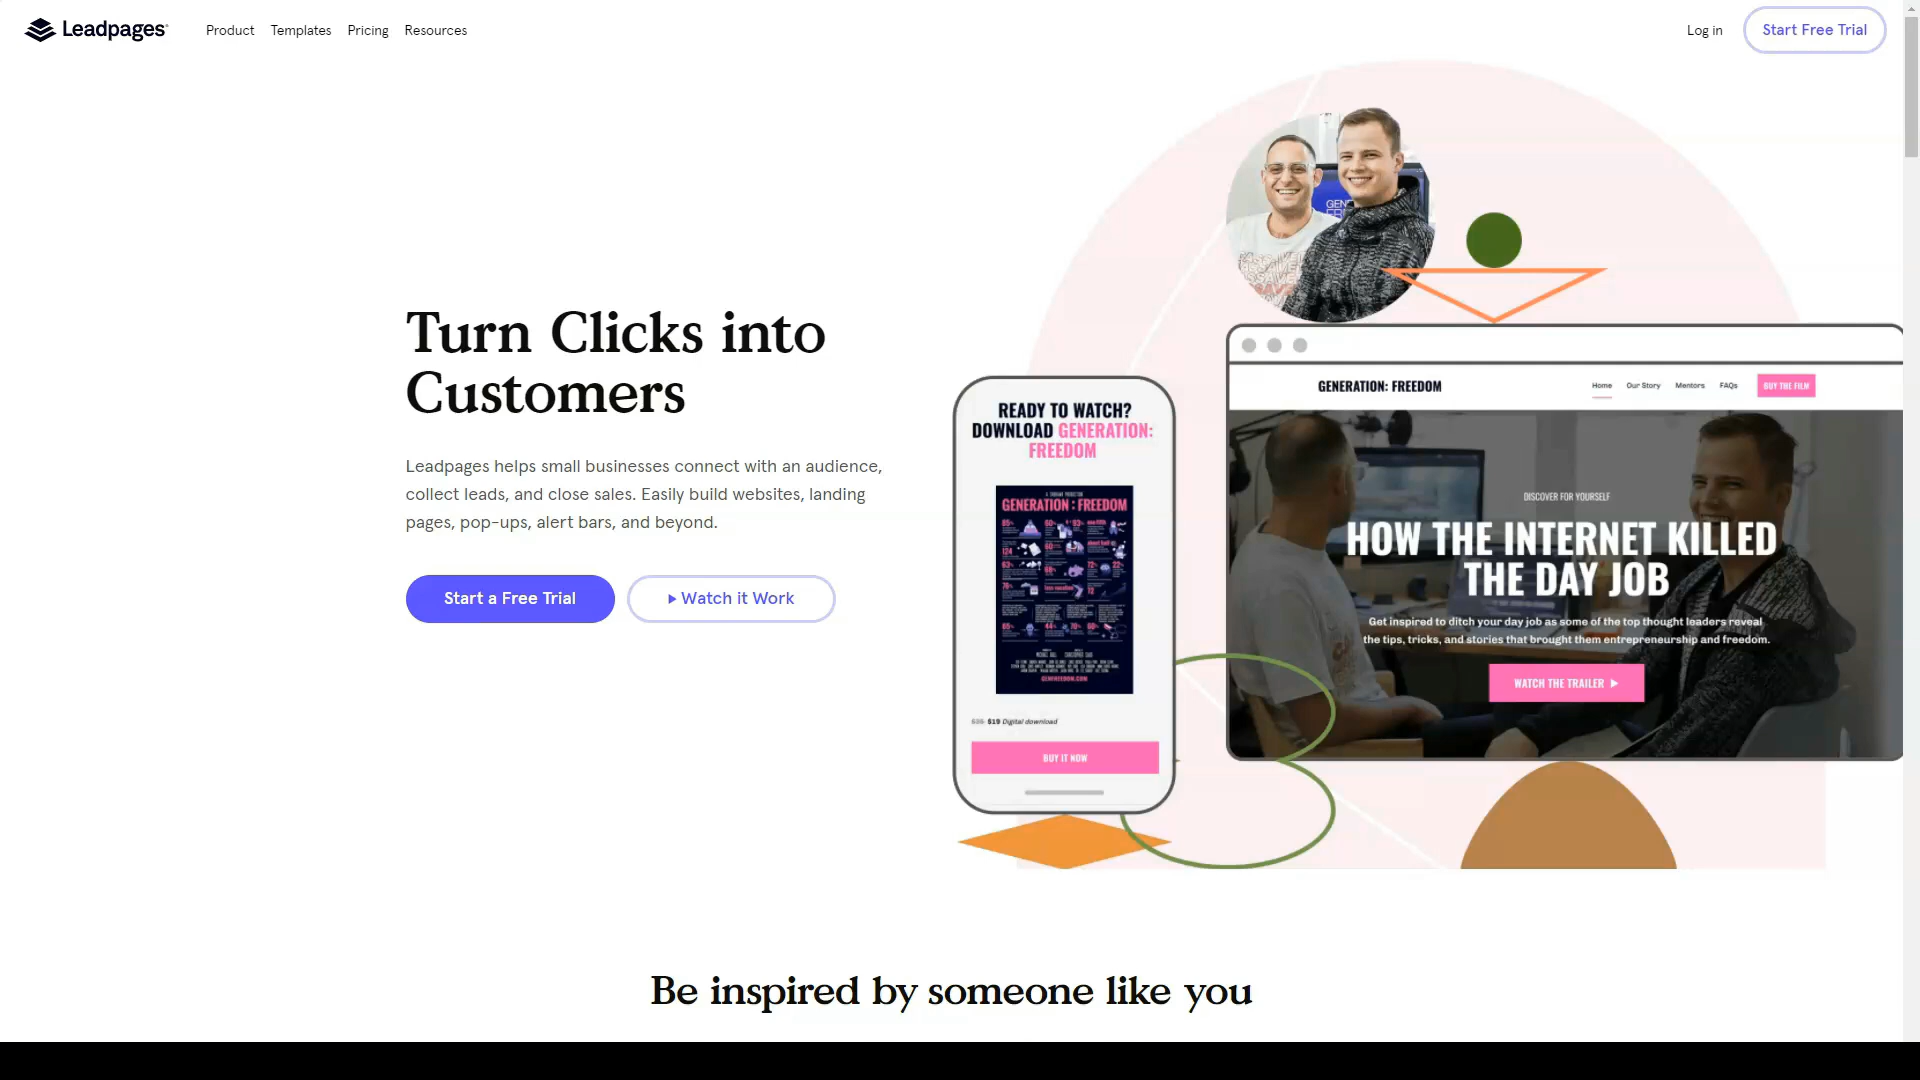 Leadpages
Product
Templates
Pricing
Resources
Log in
Start Free Trial
Turn Clicks into
Customers
Leadpages helps small businesses connect with an audience,
collect leads, and close sales. Easily build websites, landing
pages, pop-ups, alert bars, and beyond.
Start a Free Trial
Watch it Work
READY TO WATCH?
DOWNLOAD GENERATION:
FREEDOM
GENERATION : FREEDOM
GENFREEDOM.COM
$19 Digital download
BUY IT NOW
GENERATION: FREEDOM
Home
Our Story
Mentors
FAQs
BUY THE FILM
DISCOVER FOR YOURSELF
HOW THE INTERNET KILLED
THE DAY JOB
Get inspired to ditch your day job as some of the top thought leaders reveal
the tips, tricks, and stories that brought them entrepreneurship and freedom.
WATCH THE TRAILER
Be inspired by someone like you